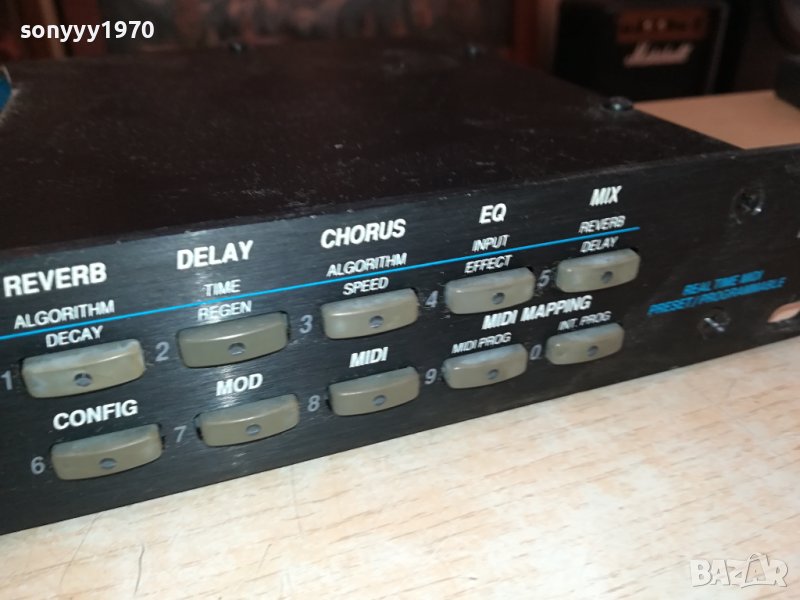 sonyyy1970
Marshall
REVERB DELAY CHORUS EQ MIX
ALGORITHM TIME ALGORITHM INPUT REVERB
DECAY REGEN SPEED EFFECT DELAY
1 2 3 4 5
CONFIG MOD MIDI MIDI MAPPING
MIDI PROG INT. PROG
6 7 8 9 0
REAL TIME MIDI
PRESET/PROGRAMMABLE
BAZAR